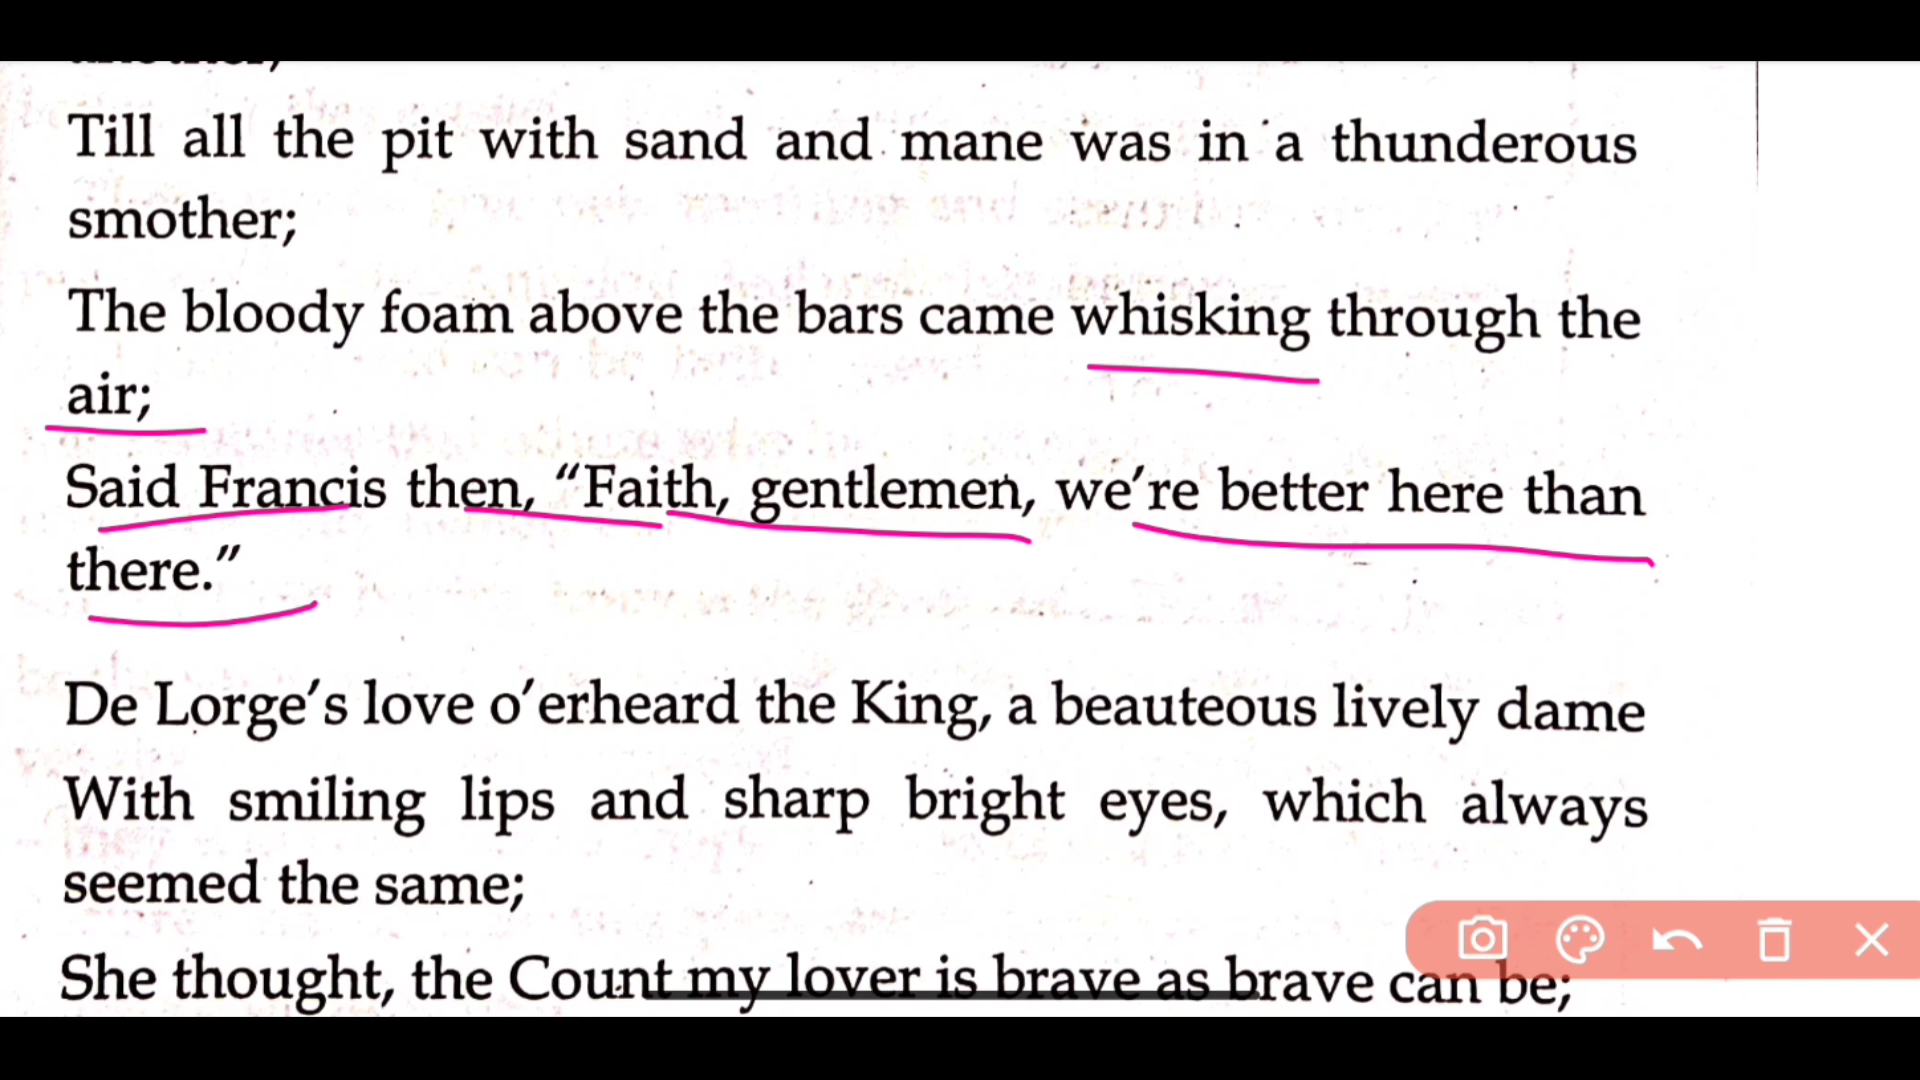 Till all the pit with sand and mane was in a thunderous
smother;
The bloody foam above the bars came whisking through the
air;
Said Francis then, “Faith, gentlemen, we’re better here than
there.”
De Lorge’s love o’erheard the King, a beauteous lively dame
With smiling lips and sharp bright eyes, which always
seemed the same;
She thought, the Count my lover is brave as brave can be;